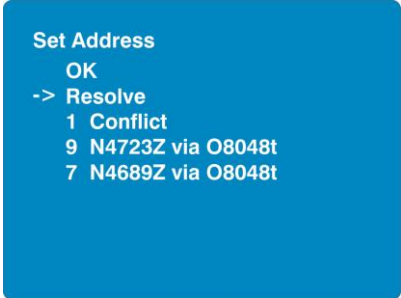 Set Address
OK
-> Resolve
1 Conflict
9 N4723Z via O8048t
7 N4689Z via O8048t